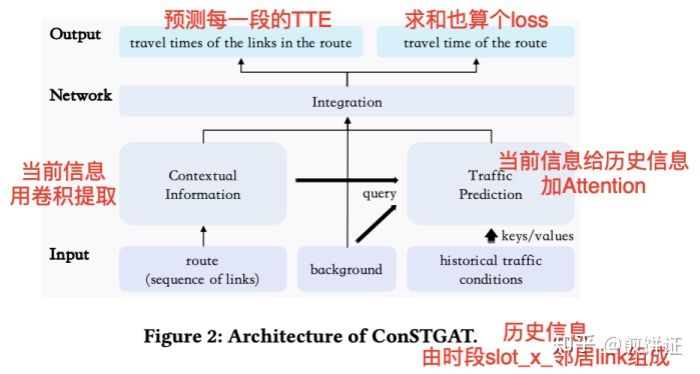 预测每一段的TTE
求和也算个loss
Output
travel times of the links in the route
travel time of the route
Network
Integration
当前信息
用卷积提取
Contextual
Information
query
Traffic
Prediction
当前信息给历史信息
加Attention
keys/values
Input
route
(sequence of links)
background
historical traffic
conditions
Figure 2: Architecture of ConSTGAT.
历史信息
由时段slot_x_邻居link组成
知乎 @煎饼证